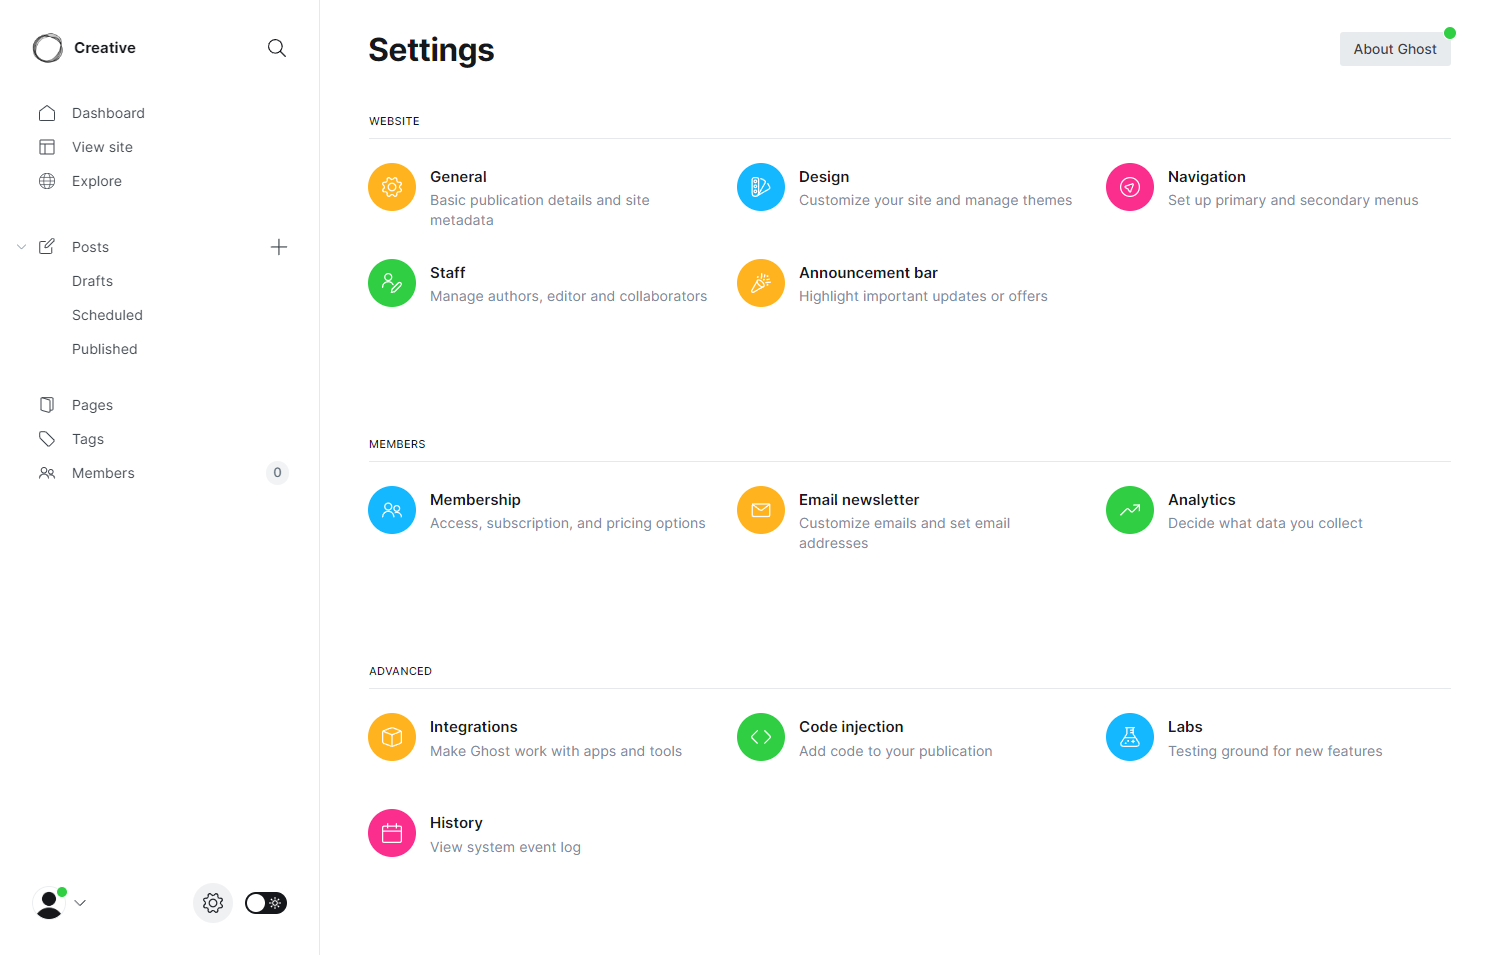 Creative
Dashboard
View site
Explore
Posts
Drafts
Scheduled
Published
Pages
Tags
Members
0
Settings
About Ghost
WEBSITE
General
Basic publication details and site
metadata
Design
Customize your site and manage themes
Navigation
Set up primary and secondary menus
Staff
Manage authors, editor and collaborators
Announcement bar
Highlight important updates or offers
MEMBERS
Membership
Access, subscription, and pricing options
Email newsletter
Customize emails and set email
addresses
Analytics
Decide what data you collect
ADVANCED
Integrations
Make Ghost work with apps and tools
Code injection
Add code to your publication
Labs
Testing ground for new features
History
View system event log